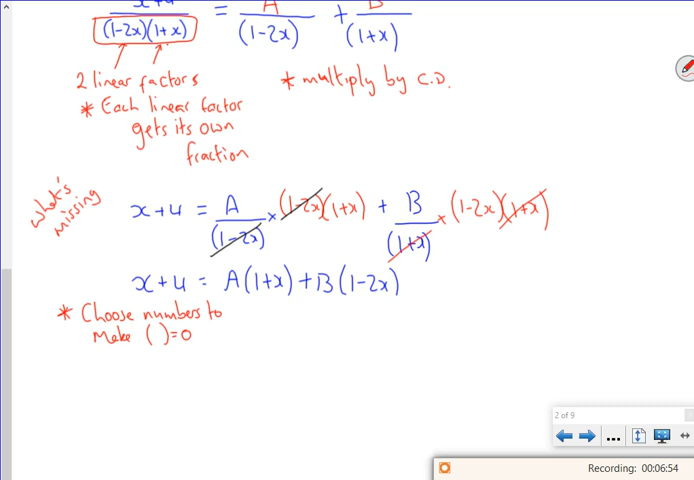 x+4 = A + B
(1-2x)(1+x) (1-2x) (1+x)
2 linear factors
* Each linear factor
gets its own
fraction
* multiply by C.D.
what's
missing
x+4 = A/(1-2x) × (1-2x)(1+x) + B/(1+x) × (1-2x)(1+x)
x+4 = A(1+x) + B(1-2x)
* Choose numbers to
make ( )=0
2 of 9
...
Recording: 00:06:54